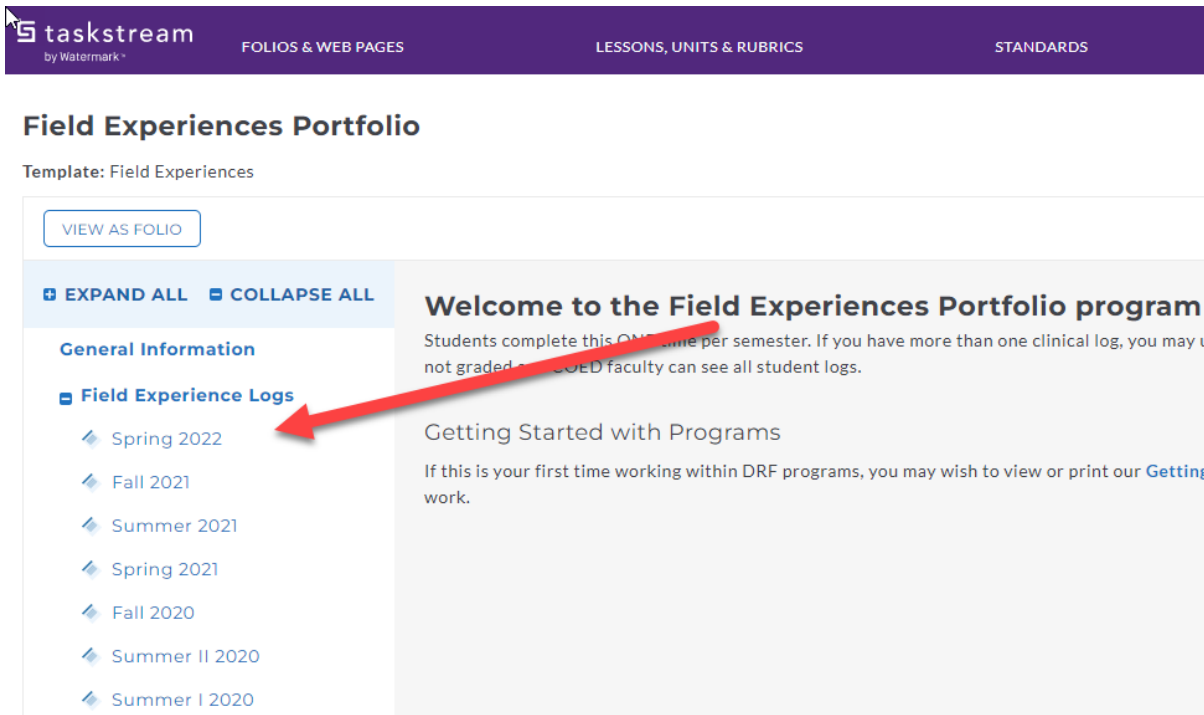 taskstream
by Watermark™
FOLIOS & WEB PAGES
LESSONS, UNITS & RUBRICS
STANDARDS
Field Experiences Portfolio
Template: Field Experiences
VIEW AS FOLIO
EXPAND ALL
COLLAPSE ALL
General Information
Field Experience Logs
Spring 2022
Fall 2021
Summer 2021
Spring 2021
Fall 2020
Summer II 2020
Summer I 2020
Welcome to the Field Experiences Portfolio program
Students complete this time per semester. If you have more than one clinical log, you may
not graded COED faculty can see all student logs.
Getting Started with Programs
If this is your first time working within DRF programs, you may wish to view or print our Getting
work.